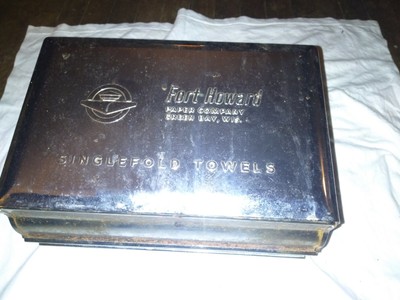 Fort Howard
PAPER COMPANY
GREEN BAY, WIS.
SINGLEFOLD TOWELS